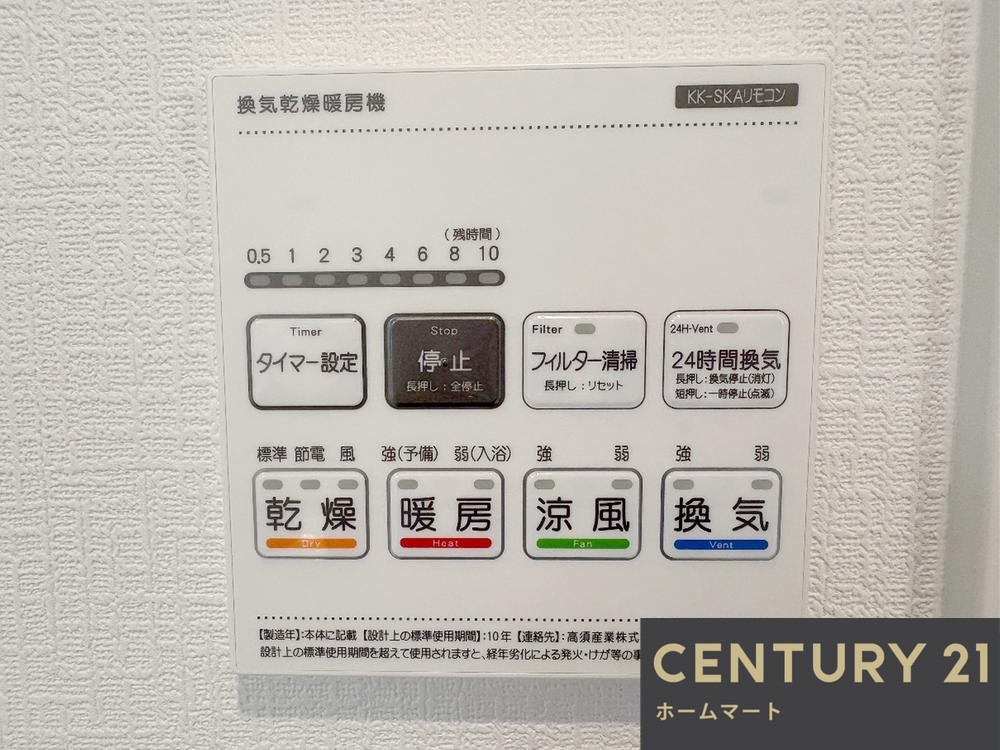 換気乾燥暖房機
KK-SKAリモコン
(残時間)
0.5 1 2 3 4 6 8 10
Timer
タイマー設定
Stop
停止
長押し:全停止
Filter
フィルター清掃
長押し:リセット
24H-Vent
24時間換気
長押し:換気停止(消灯)
短押し:一時停止(点滅)
標準 節電 風
乾燥
Dry
強(予備) 弱(入浴)
暖房
Heat
強 弱
涼風
Fan
強 弱
換気
Vent
【製造年】:本体に記載【設計上の標準使用期間】:10年【連絡先】:高須産業株式
設計上の標準使用期間を超えて使用されますと、経年劣化による発火・けが等の
CENTURY 21
ホームマート